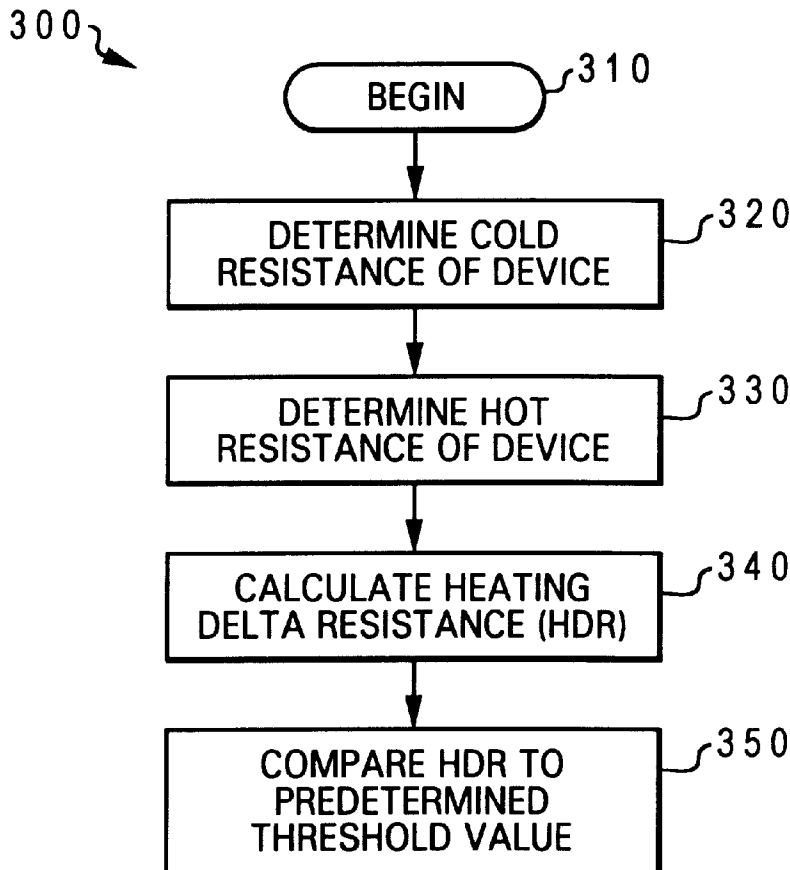 300
BEGIN
310
DETERMINE COLD
RESISTANCE OF DEVICE
320
DETERMINE HOT
RESISTANCE OF DEVICE
330
CALCULATE HEATING
DELTA RESISTANCE (HDR)
340
COMPARE HDR TO
PREDETERMINED
THRESHOLD VALUE
350